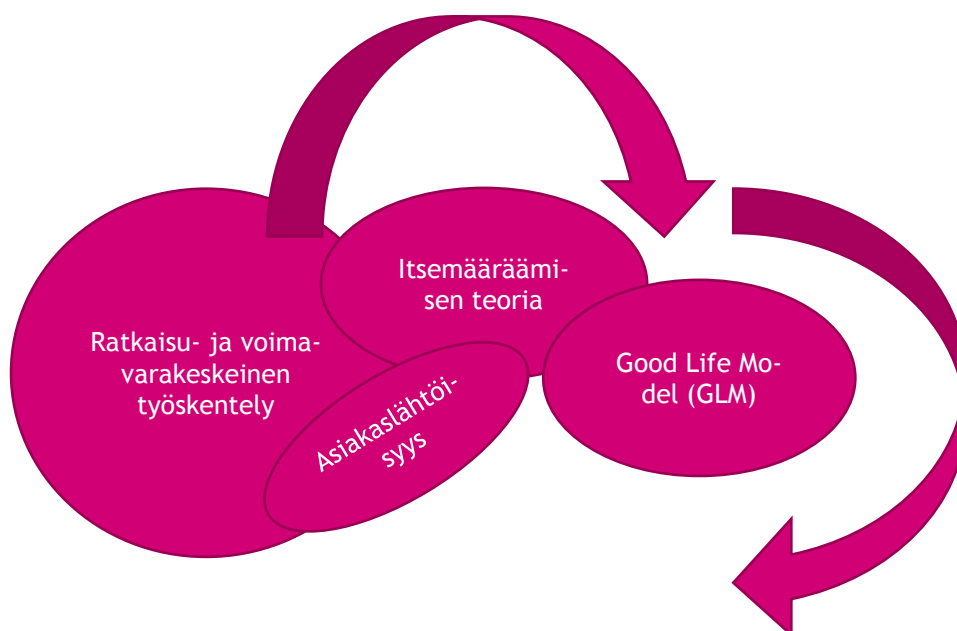 Itsemääräämi-
sen teoria
Ratkaisu- ja voima-
varakeskeinen
työskentely
Good Life Mo-
del (GLM)
Asiakaslähtöi-
syys